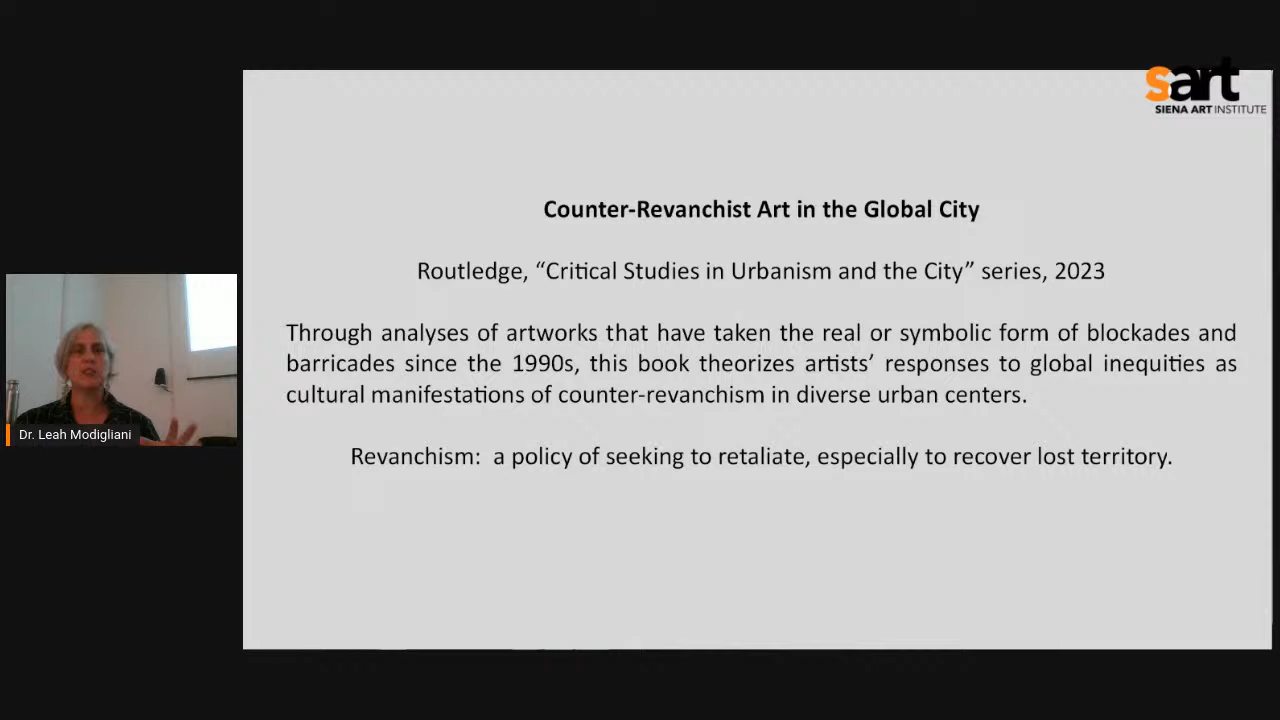 sart
SIENA ART INSTITUTE
Counter-Revanchist Art in the Global City
Routledge, “Critical Studies in Urbanism and the City” series, 2023
Through analyses of artworks that have taken the real or symbolic form of blockades and
barricades since the 1990s, this book theorizes artists’ responses to global inequities as
cultural manifestations of counter-revanchism in diverse urban centers.
Dr. Leah Modigliani
Revanchism: a policy of seeking to retaliate, especially to recover lost territory.